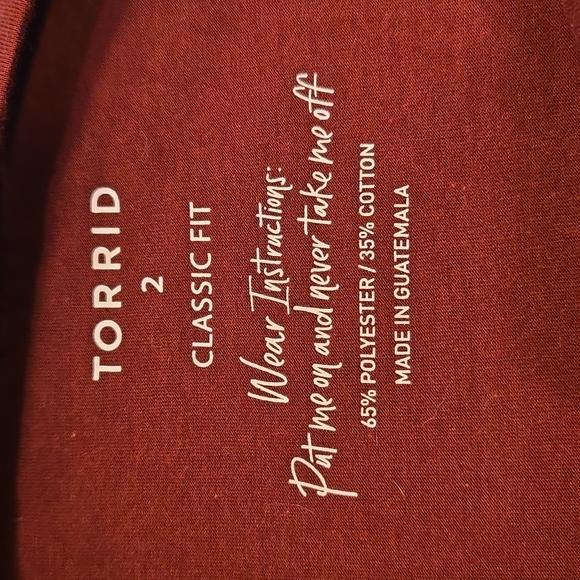 TORRID
2
CLASSIC FIT
Wear Instructions:
Put me on and never take me off
65% POLYESTER / 35% COTTON
MADE IN GUATEMALA